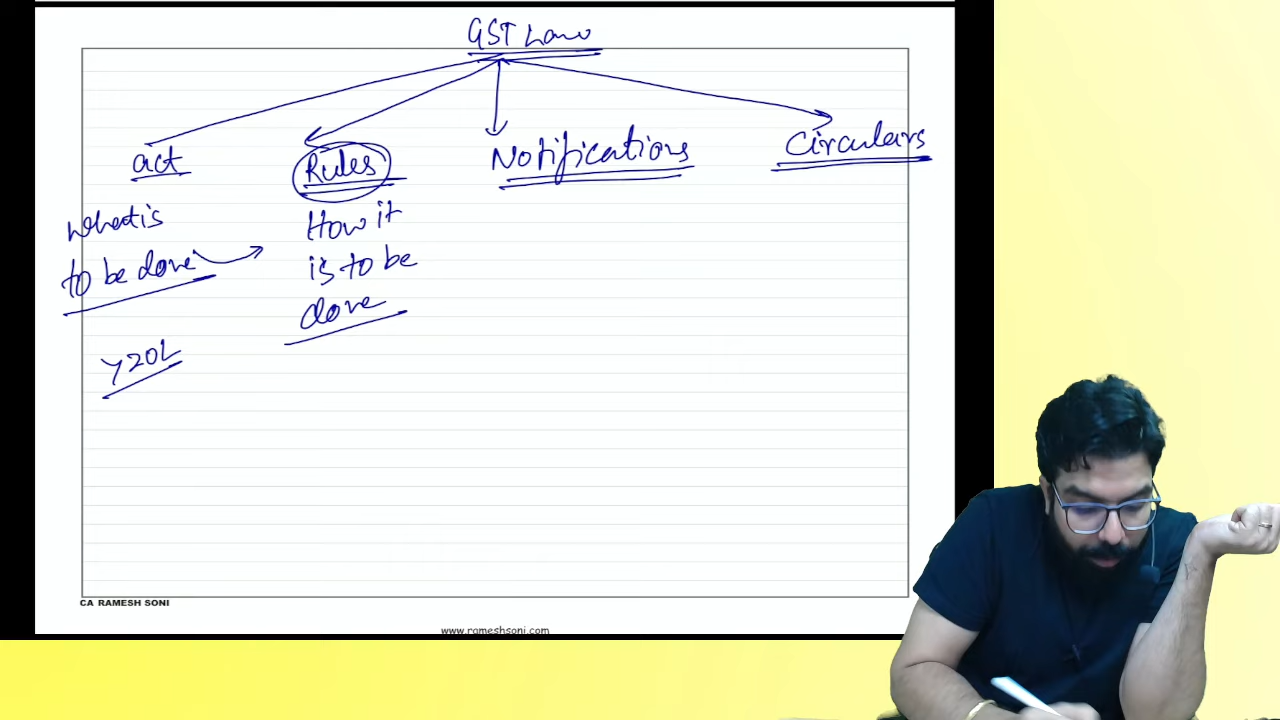 GST Law
act
Rules
Notifications
Circulars
What is
to be done
How it
is to be
done
Y20L
CA RAMESH SONI
www.rameshsoni.com